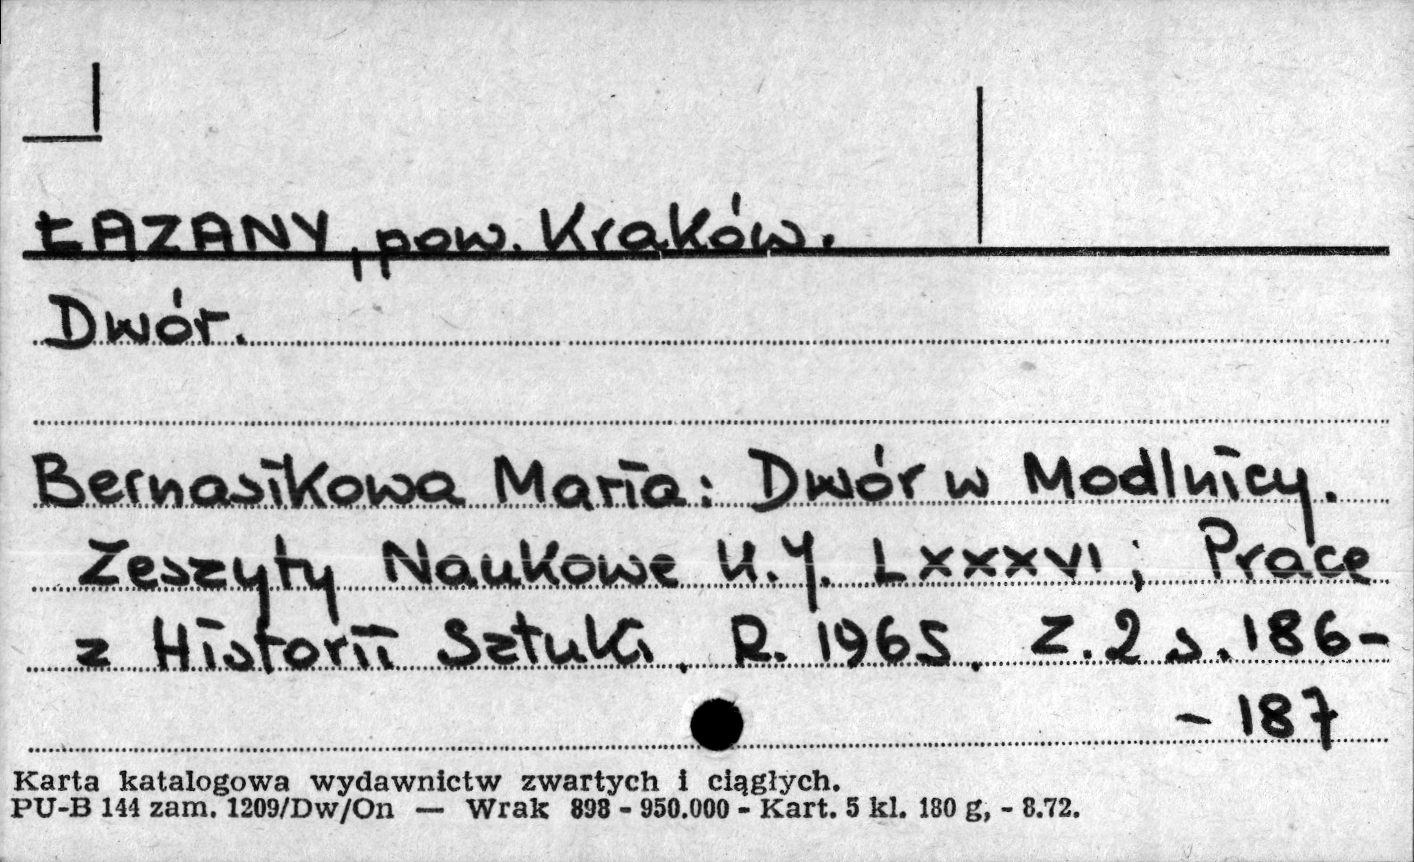 ŁAZANY, pow. Kraków.
Dwór.
Bernasikowa Maria: Dwór w Modlnicy.
Zeszyty Naukowe U.J. LXXXVI; Prace
z Historii Sztuki. R. 1965. Z. 2 s. 186-
- 187
Karta katalogowa wydawnictw zwartych i ciągłych.
PU-B 144 zam. 1209/Dw/On — Wrak 898 - 950.000 - Kart. 5 kl. 180 g, - 8.72.